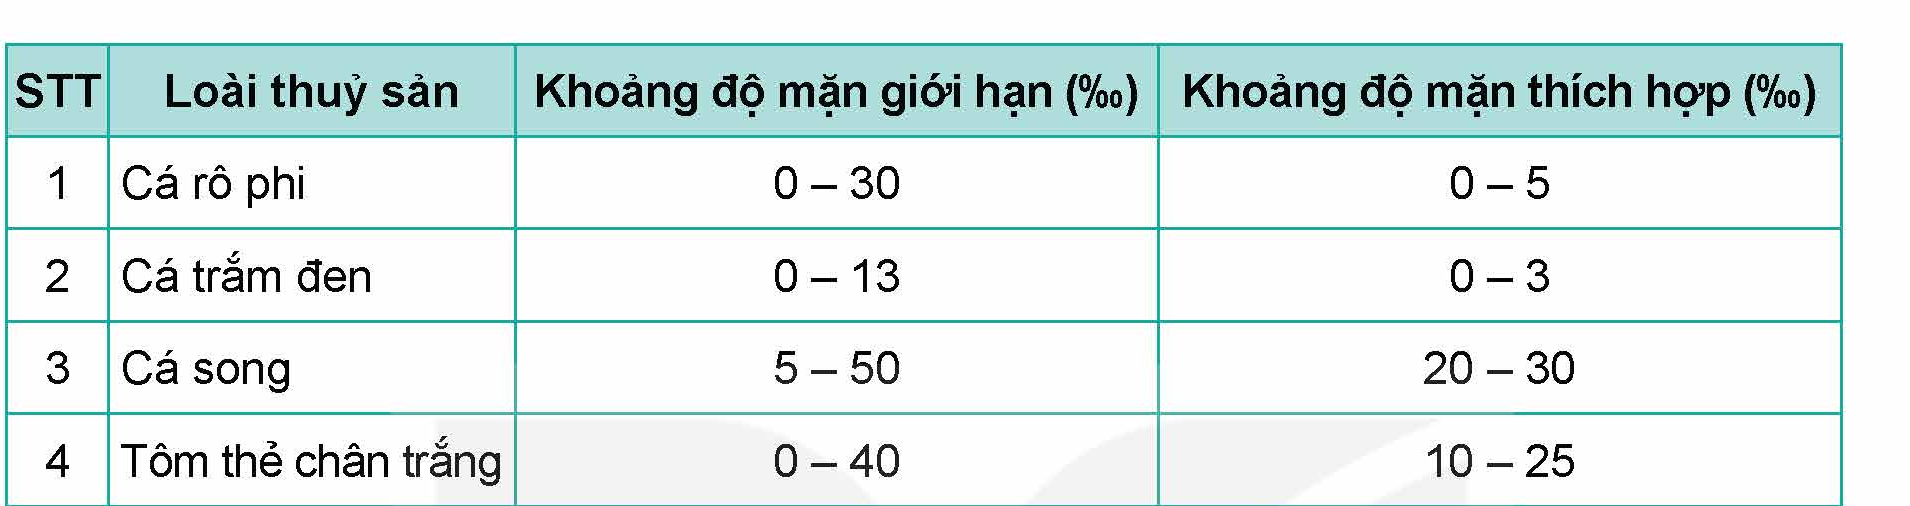 STT Loài thuỷ sản Khoảng độ mặn giới hạn (‰) Khoảng độ mặn thích hợp (‰)
1 Cá rô phi 0 – 30 0 – 5
2 Cá trắm đen 0 – 13 0 – 3
3 Cá song 5 – 50 20 – 30
4 Tôm thẻ chân trắng 0 – 40 10 – 25